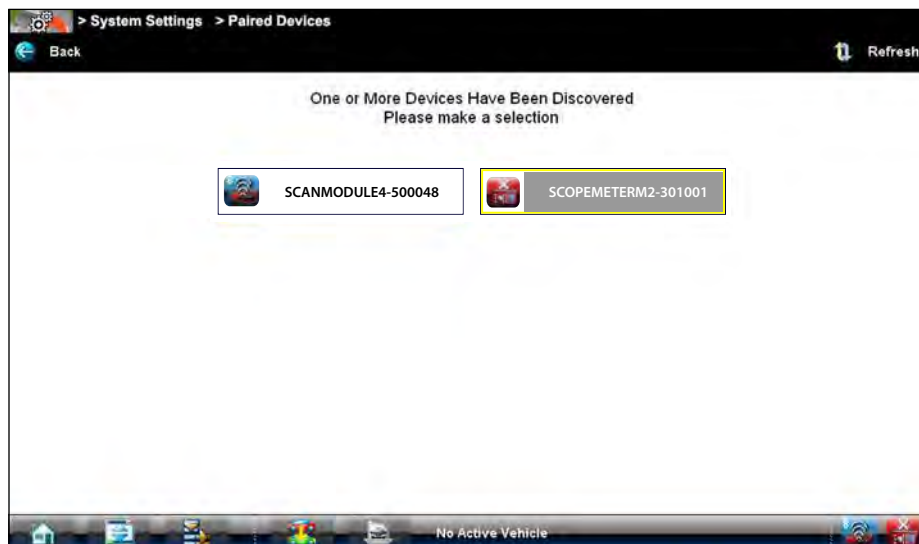 > System Settings > Paired Devices
Back
Refresh
One or More Devices Have Been Discovered
Please make a selection
SCANMODULE4-500048
SCOPEMETERM2-301001
No Active Vehicle